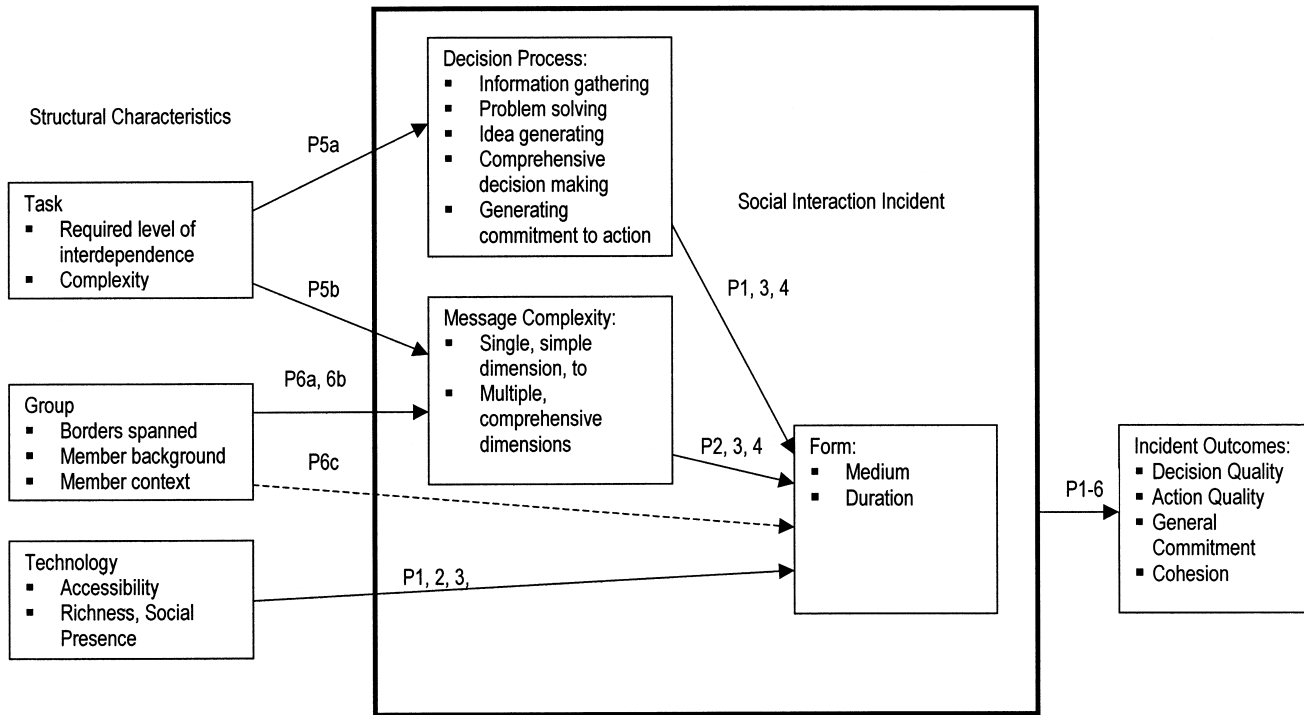 Structural Characteristics
Task
▪ Required level of
interdependence
▪ Complexity
Group
▪ Borders spanned
▪ Member background
▪ Member context
Technology
▪ Accessibility
▪ Richness, Social
Presence
P5a
P5b
P6a, 6b
P6c
P1, 2, 3,
Decision Process:
▪ Information gathering
▪ Problem solving
▪ Idea generating
▪ Comprehensive
decision making
▪ Generating
commitment to action
Message Complexity:
▪ Single, simple
dimension, to
▪ Multiple,
comprehensive
dimensions
Social Interaction Incident
P1, 3, 4
P2, 3, 4
Form:
▪ Medium
▪ Duration
P1-6
Incident Outcomes:
▪ Decision Quality
▪ Action Quality
▪ General
Commitment
▪ Cohesion